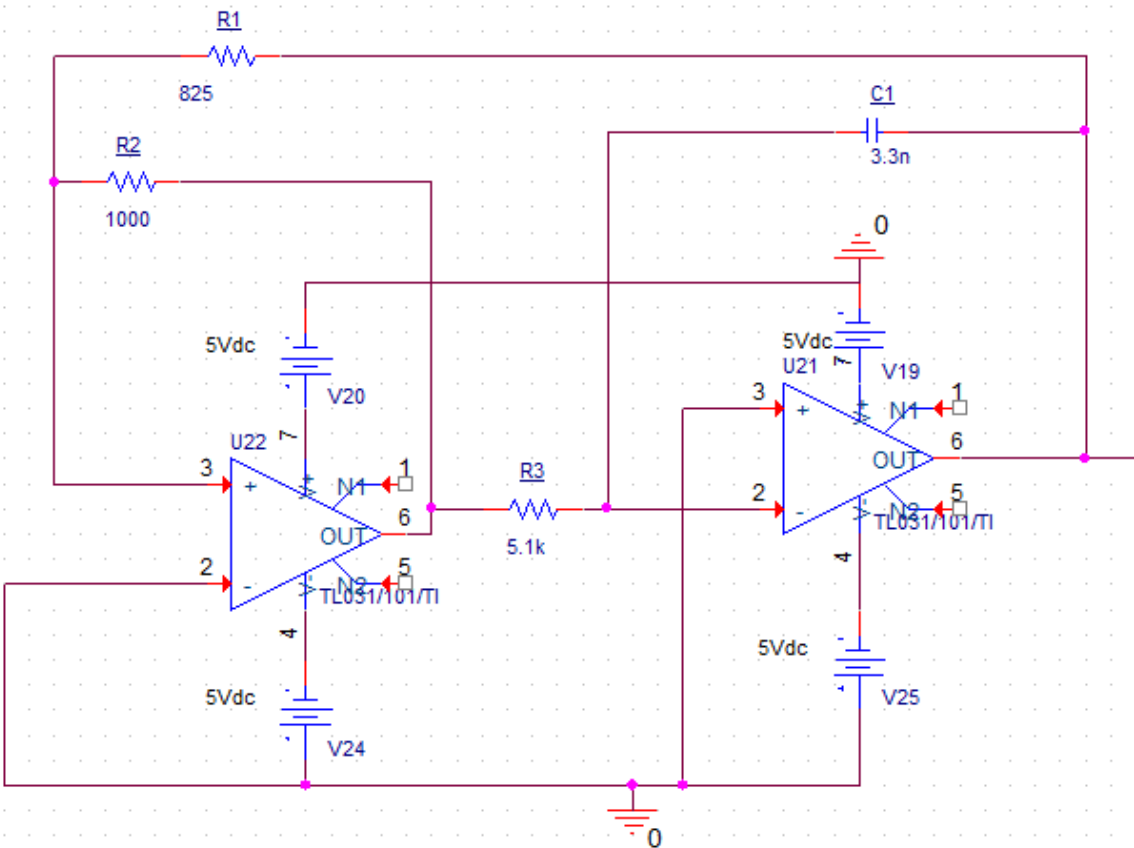 R1
825
C1
3.3n
R2
1000
0
5Vdc
V20
5Vdc
V19
7
U21
3
+
V+
N1
1
OUT
6
2
-
V-
N2
5
TL031/101/TI
4
7
U22
3
+
V+
N1
1
OUT
6
2
-
V-
N2
5
TL031/101/TI
4
R3
5.1k
5Vdc
V24
5Vdc
V25
0